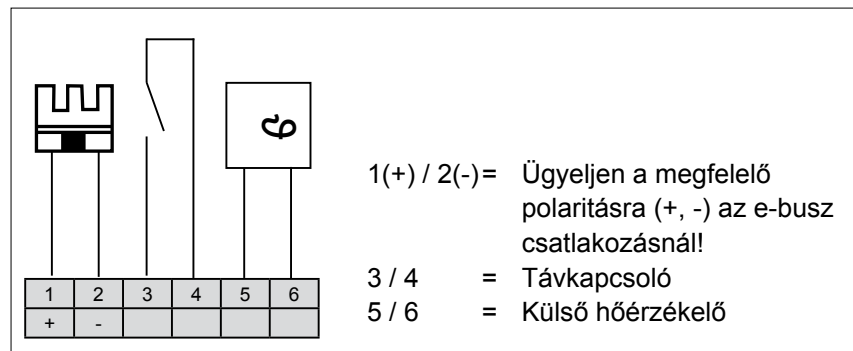 1(+) / 2(-)= Ügyeljen a megfelelő
polaritásra (+, -) az e-busz
csatlakozásnál!
3 / 4 = Távkapcsoló
5 / 6 = Külső hőérzékelő
1 2 3 4 5 6
+ -